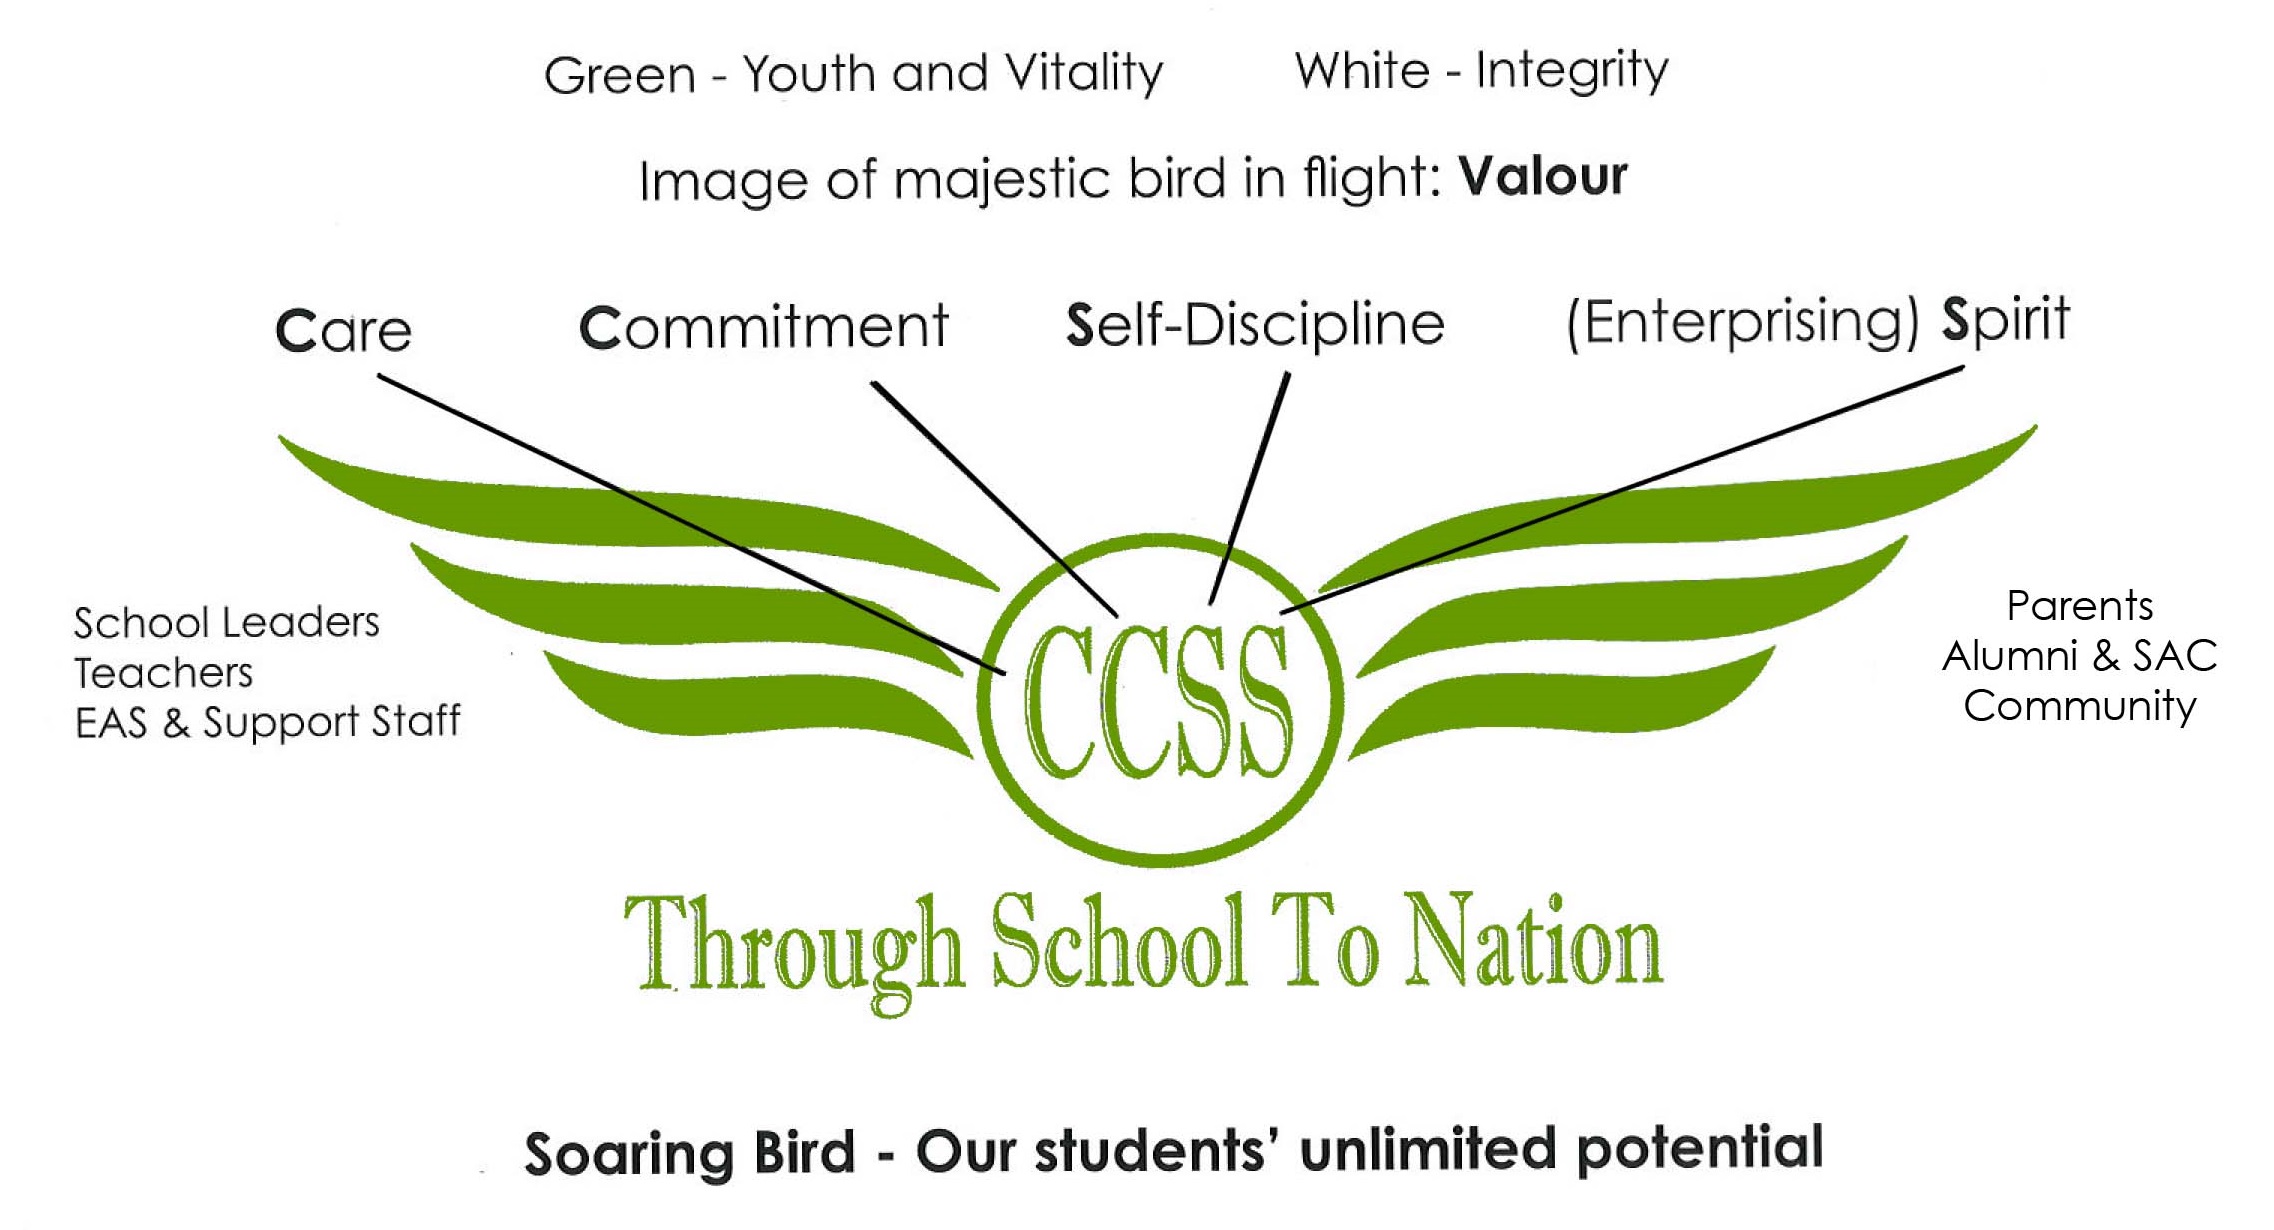 Green - Youth and Vitality White - Integrity
Image of majestic bird in flight: Valour
Care Commitment Self-Discipline (Enterprising) Spirit
School Leaders
Teachers
EAS & Support Staff
CCSS
Parents
Alumni & SAC
Community
Through School To Nation
Soaring Bird - Our students’ unlimited potential